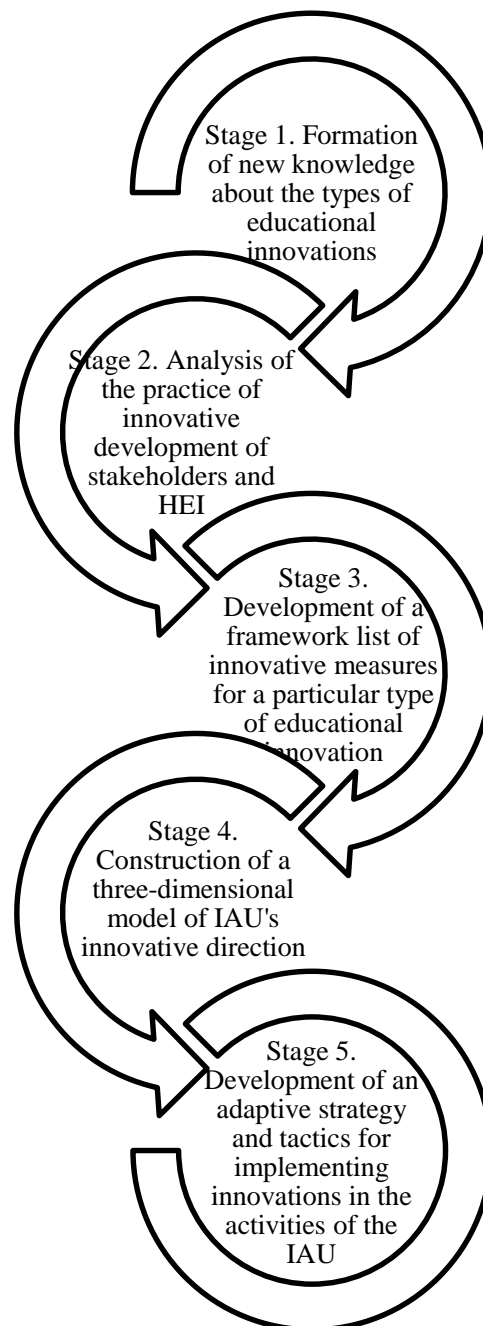 Stage 1. Formation
of new knowledge
about the types of
educational
innovations
Stage 2. Analysis of
the practice of
innovative
development of
stakeholders and
HEI
Stage 3.
Development of a
framework list of
innovative measures
for a particular type
of educational
innovation
Stage 4.
Construction of a
three-dimensional
model of IAU's
innovative direction
Stage 5.
Development of an
adaptive strategy
and tactics for
implementing
innovations in the
activities of the
IAU